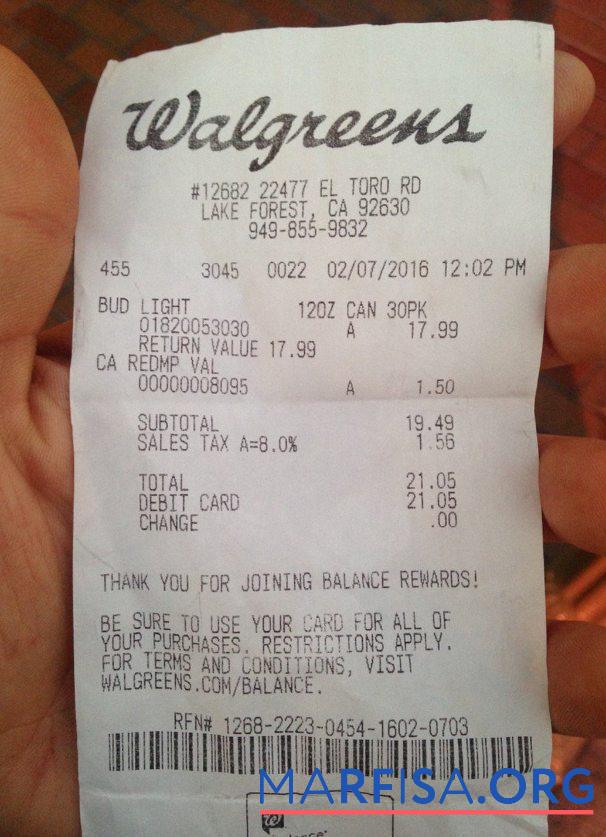 Walgreens
#12682 22477 EL TORO RD
LAKE FOREST, CA 92630
949-855-9832
455 3045 0022 02/07/2016 12:02 PM
BUD LIGHT 12OZ CAN 30PK
01820053030 A 17.99
RETURN VALUE 17.99
CA REDMP VAL
00000008095 A 1.50
SUBTOTAL 19.49
SALES TAX A=8.0% 1.56
TOTAL 21.05
DEBIT CARD 21.05
CHANGE .00
THANK YOU FOR JOINING BALANCE REWARDS!
BE SURE TO USE YOUR CARD FOR ALL OF
YOUR PURCHASES. RESTRICTIONS APPLY.
FOR TERMS AND CONDITIONS, VISIT
WALGREENS.COM/BALANCE.
RFN# 1268-2223-0454-1602-0703
MARFISA.ORG